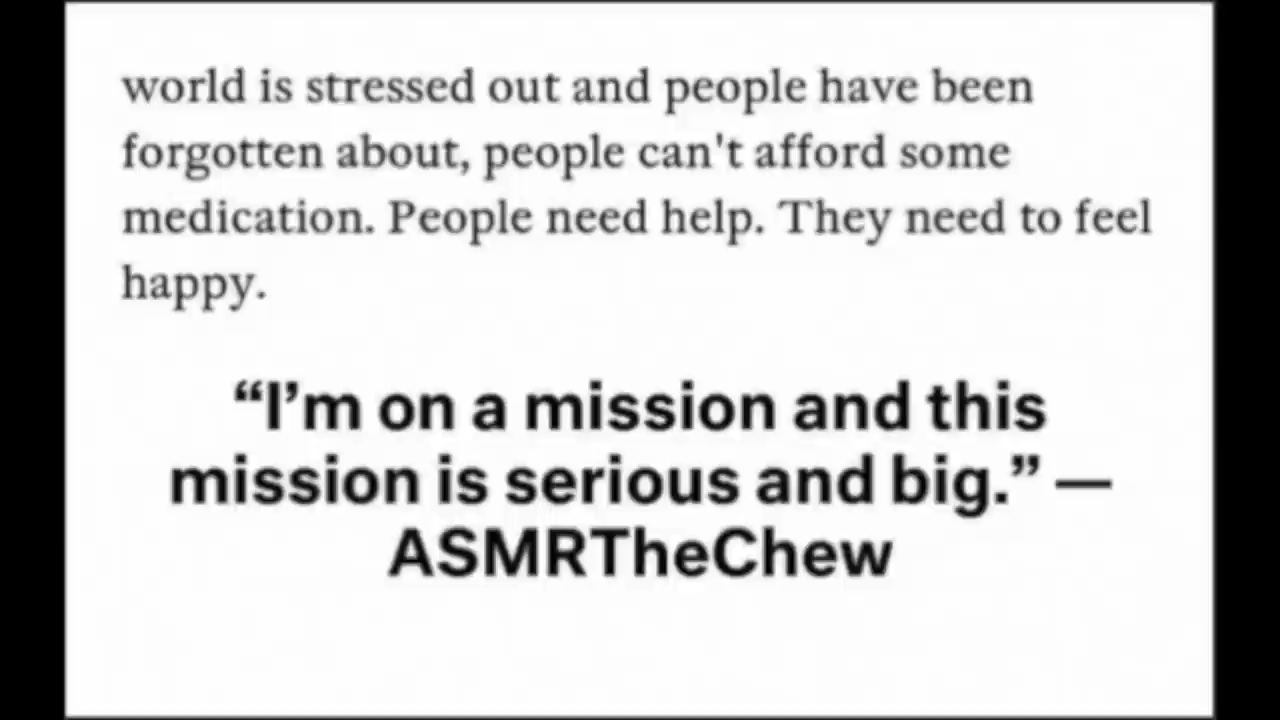 world is stressed out and people have been
forgotten about, people can't afford some
medication. People need help. They need to feel
happy.
“I’m on a mission and this
mission is serious and big.” —
ASMRTheChew